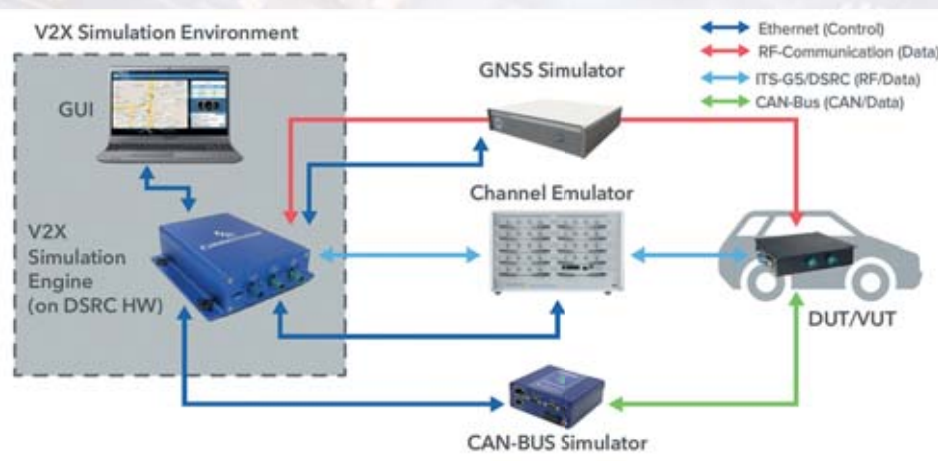 V2X Simulation Environment
GUI
V2X
Simulation
Engine
(on DSRC HW)
GNSS Simulator
Channel Emulator
CAN-BUS Simulator
DUT/VUT
Ethernet (Control)
RF-Communication (Data)
ITS-G5/DSRC (RF/Data)
CAN-Bus (CAN/Data)